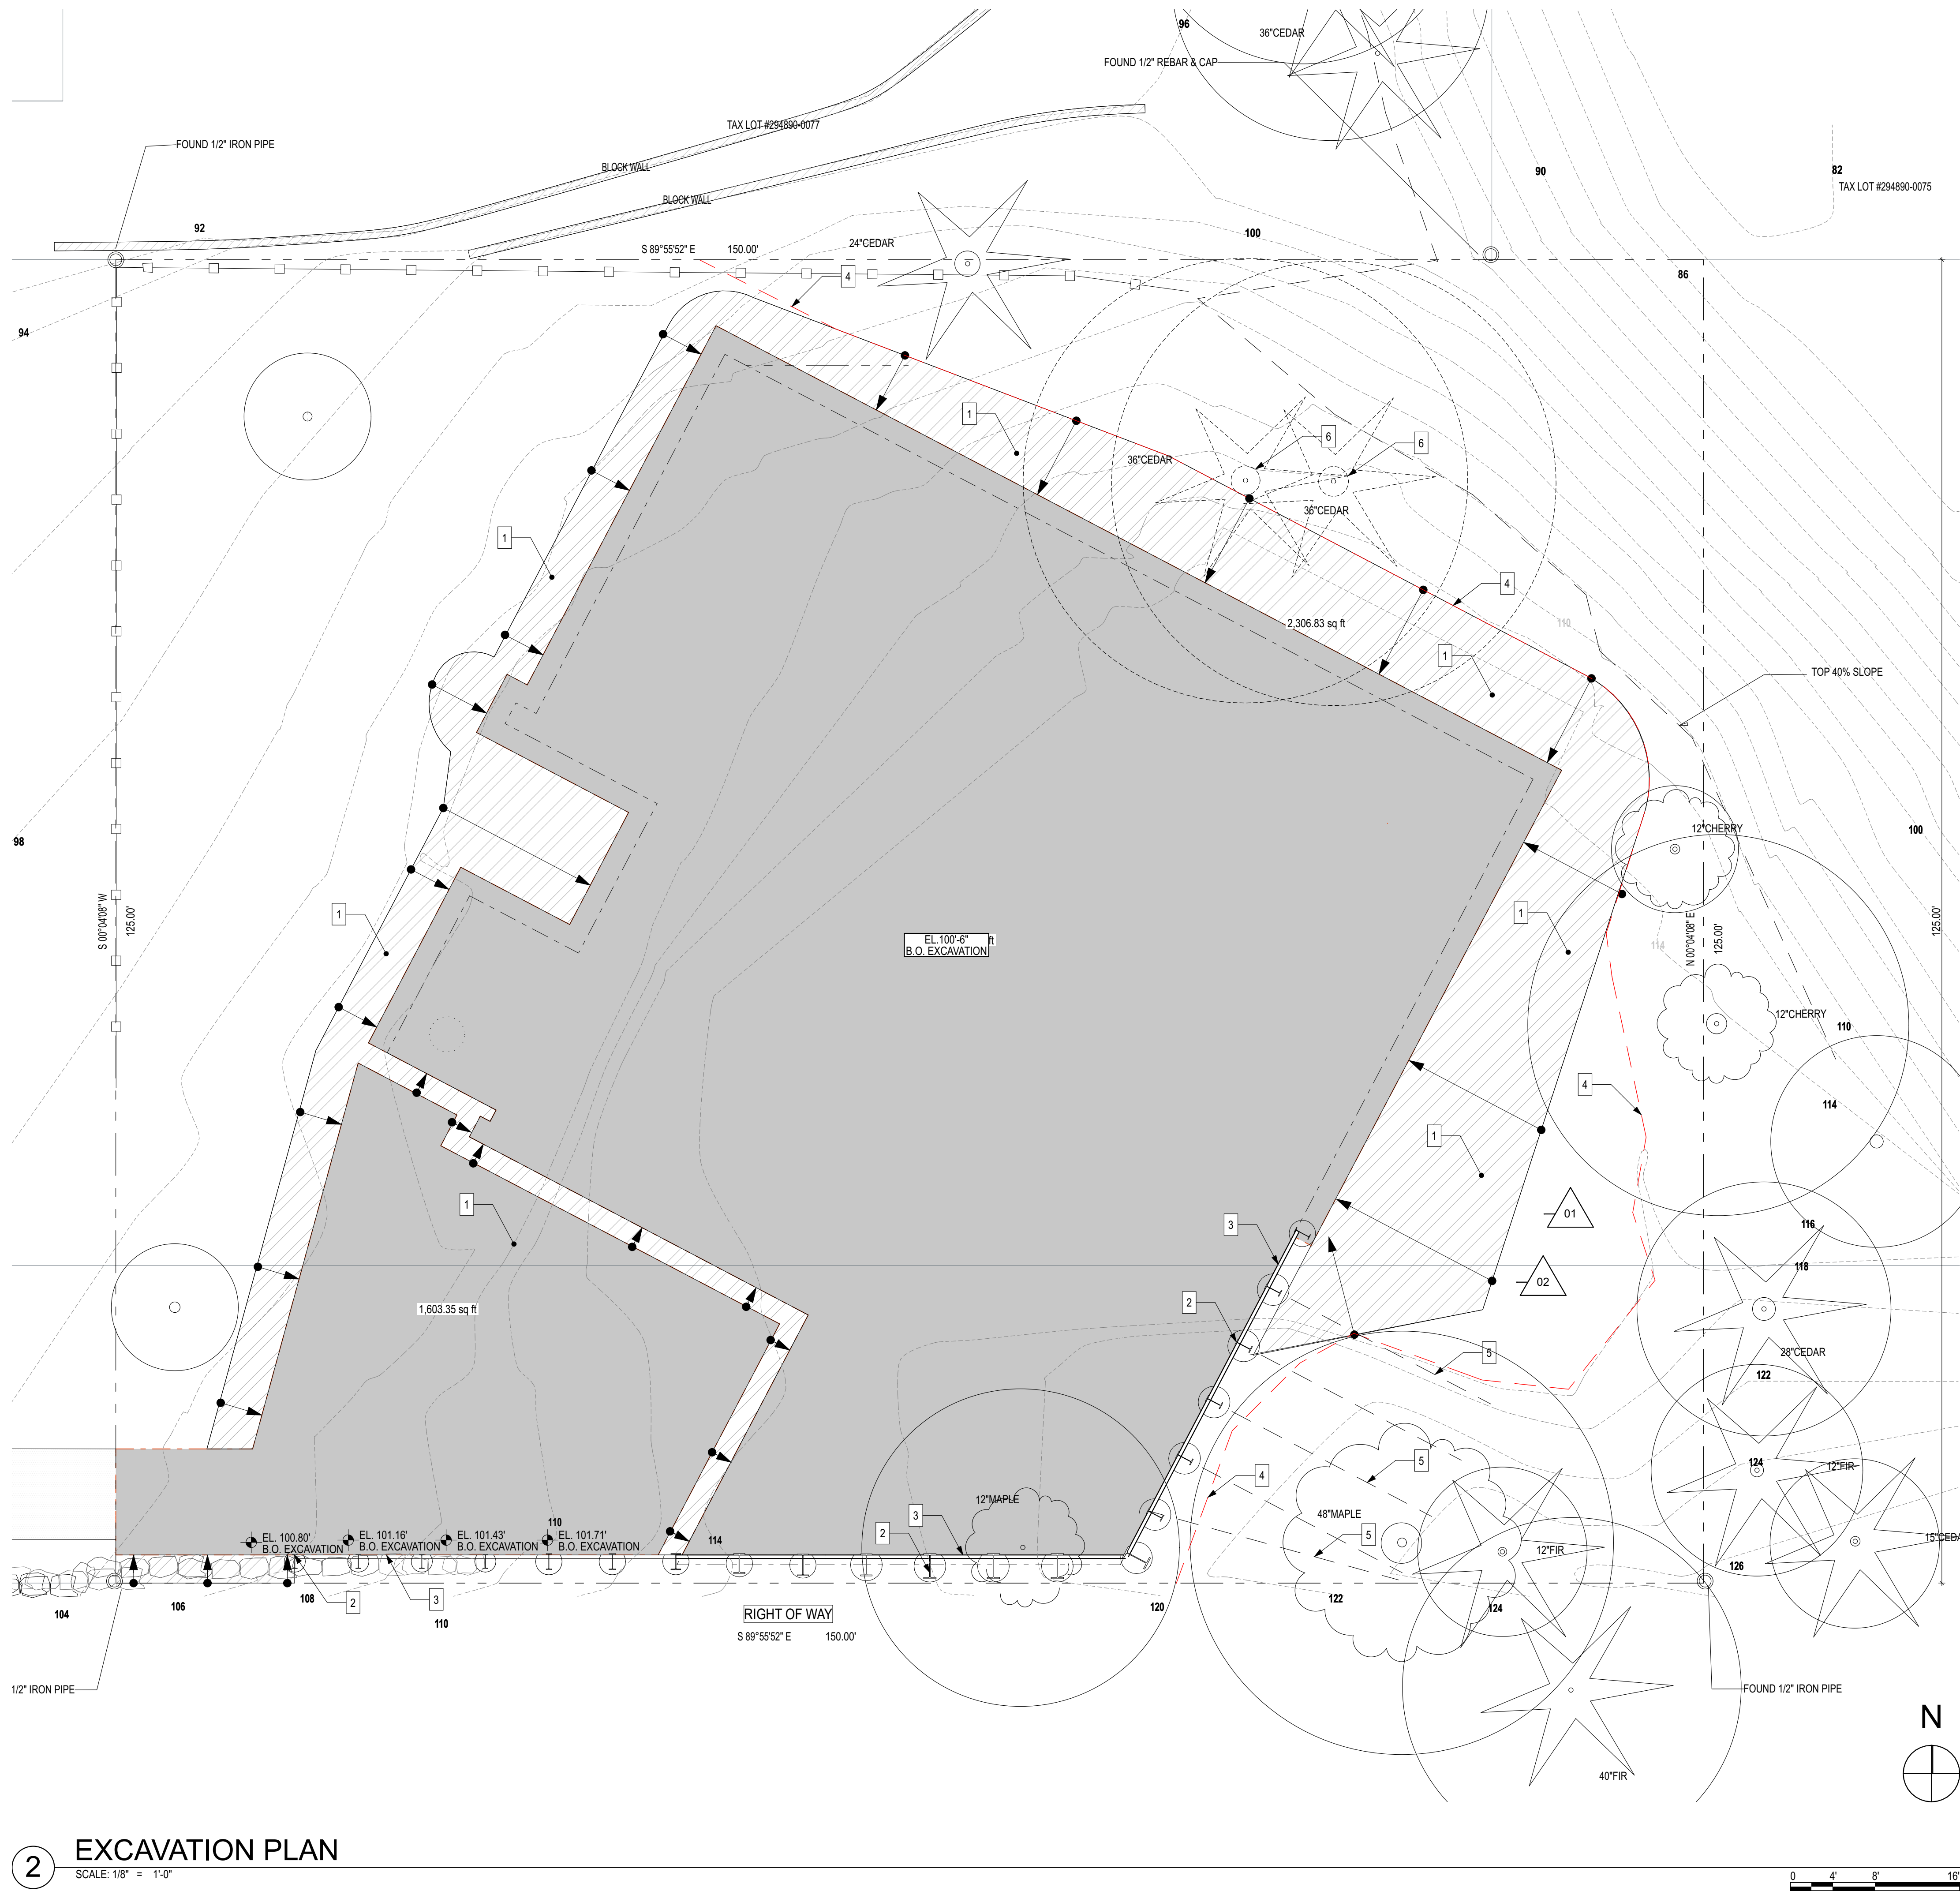 96
36"CEDAR
FOUND 1/2" REBAR & CAP
TAX LOT #294890-0077
FOUND 1/2" IRON PIPE
BLOCK WALL
90
82
TAX LOT #294890-0075
BLOCK WALL
92
100
S 89°55'52" E 150.00'
24"CEDAR
86
4
94
1
6
6
36"CEDAR
36"CEDAR
1
4
2,306.83 sq ft
110
1
TOP 40% SLOPE
12"CHERRY
98
100
1
1
S 00°04'08" W
125.00'
EL.100'-6" ft
B.O. EXCAVATION
114
N 00°04'08" E
125.00'
125.00'
12"CHERRY
110
4
114
1
1
01
3
116
118
02
2
1,603.35 sq ft
5
28"CEDAR
122
5
4
124
12"FIR
12"MAPLE
48"MAPLE
3
110
2
5
EL. 100.80'
B.O. EXCAVATION
EL. 101.16'
B.O. EXCAVATION
EL. 101.43'
B.O. EXCAVATION
EL. 101.71'
B.O. EXCAVATION
114
12"FIR
15"CEDA
126
104
106
108
2
3
110
RIGHT OF WAY
120
122
124
S 89°55'52" E 150.00'
1/2" IRON PIPE
FOUND 1/2" IRON PIPE
N
40"FIR
2
EXCAVATION PLAN
SCALE: 1/8" = 1'-0"
0 4' 8' 16'